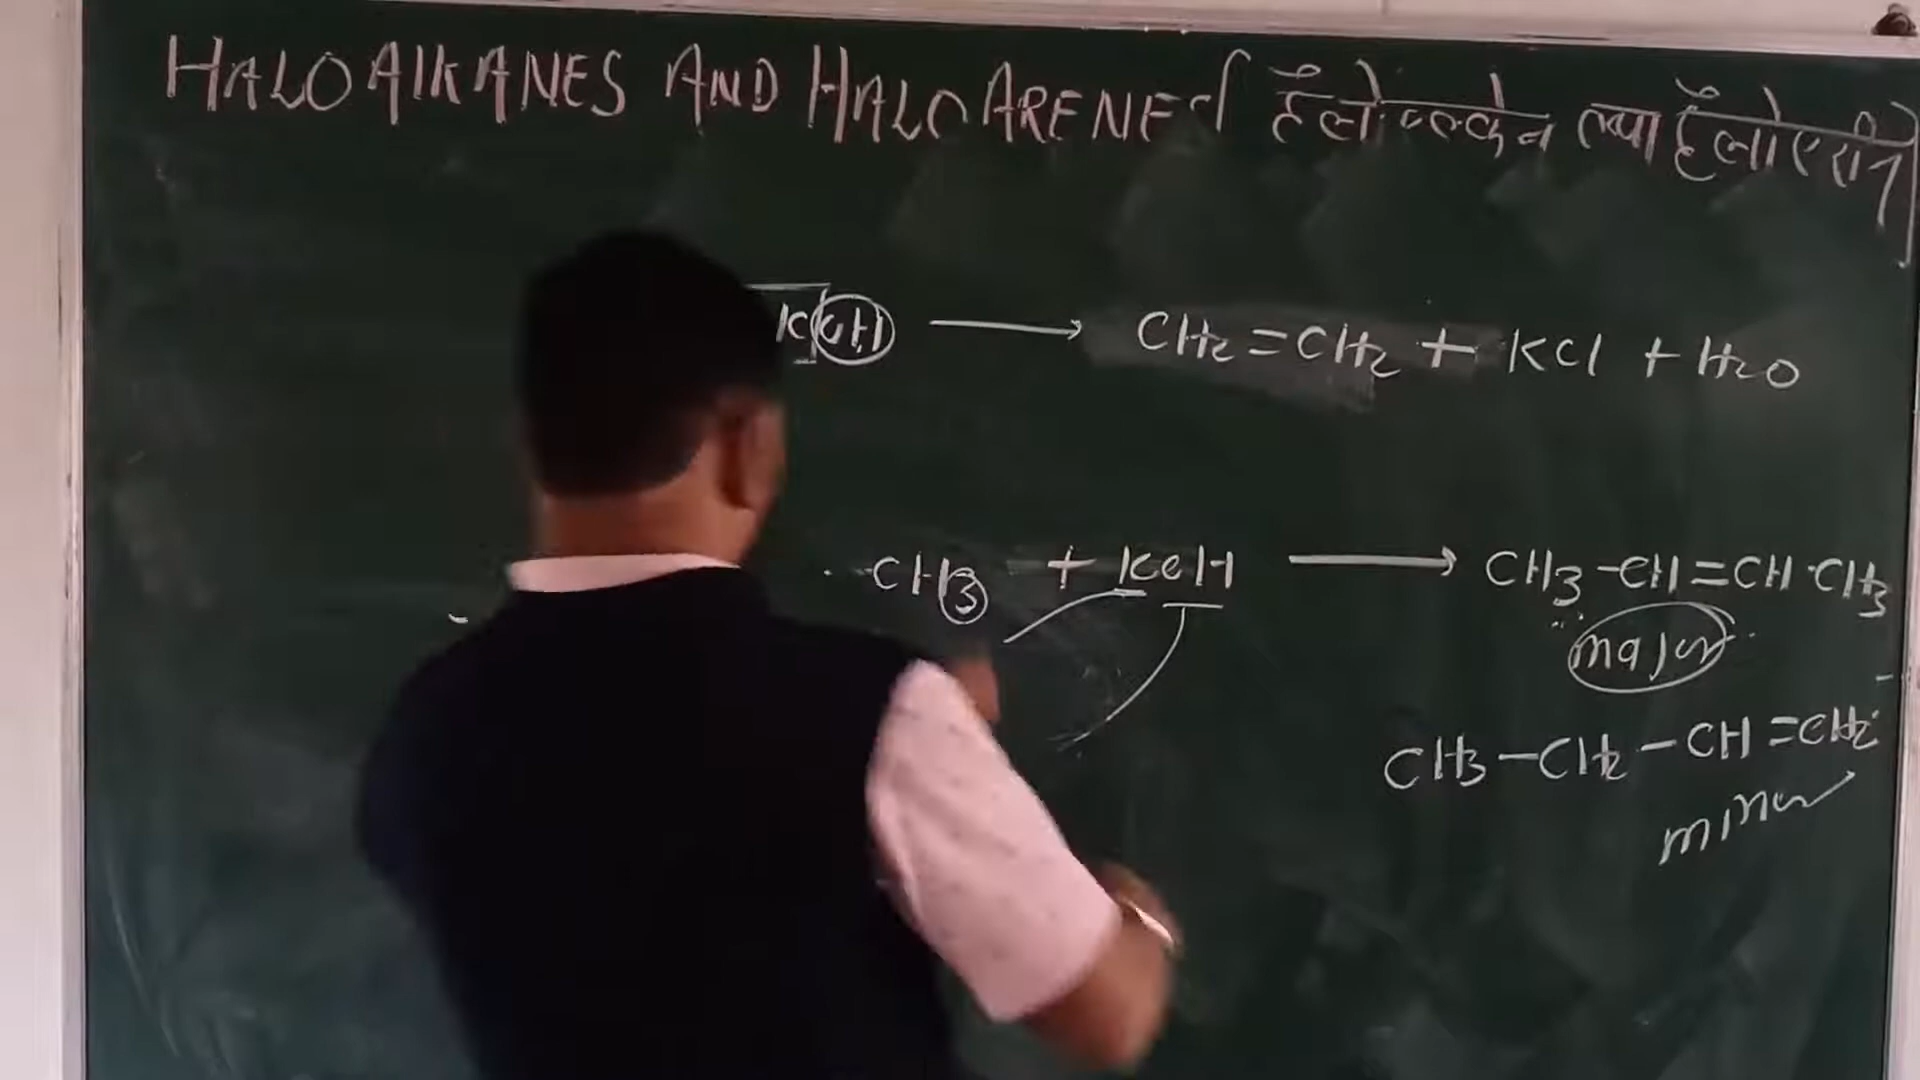 HALOALKANES AND HALOARENES [हैलोएल्केन तथा हैलोएरीन]
KOH ⟶ CH2=CH2 + KCl + H2O
CH3 + KOH ⟶ CH3-CH=CH-CH3
major
CH3-CH2-CH=CH2
minor